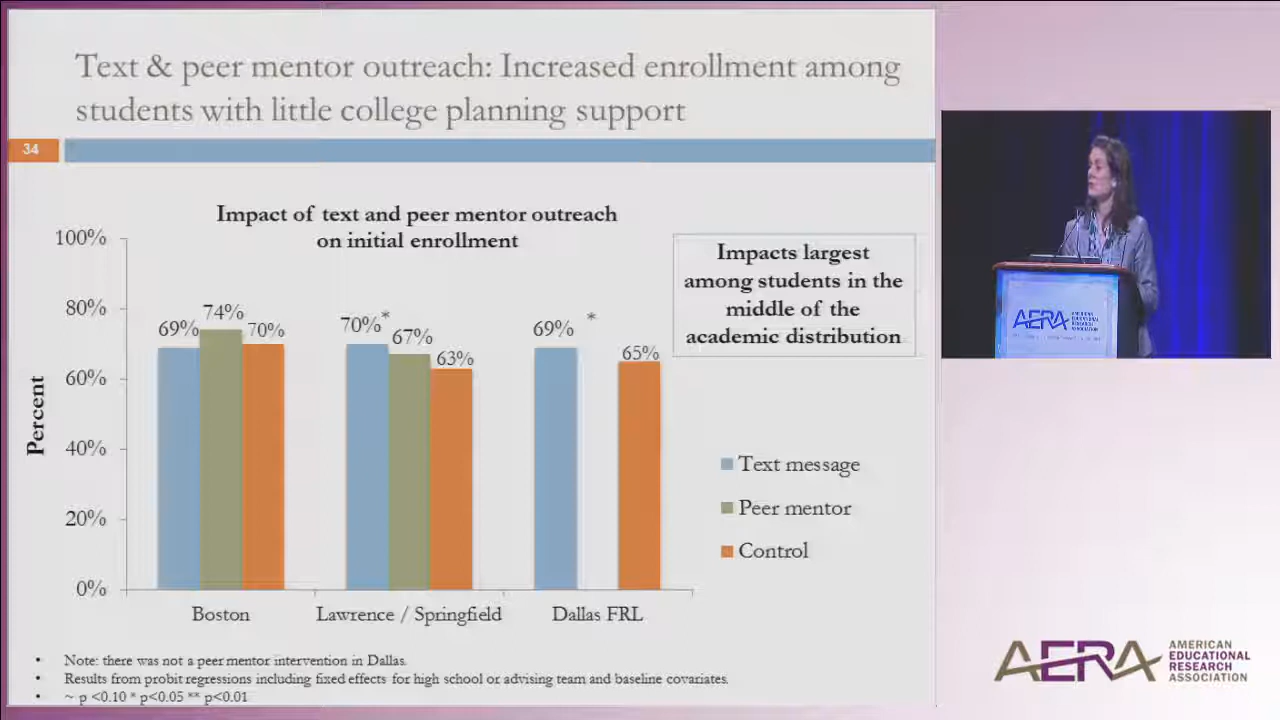 Text & peer mentor outreach: Increased enrollment among
students with little college planning support
34
Impact of text and peer mentor outreach
on initial enrollment
Impacts largest
among students in the
middle of the
academic distribution
Percent
100%
80%
60%
40%
20%
0%
69%
74%
70%
70%*
67%
63%
69% *
65%
Boston
Lawrence / Springfield
Dallas FRL
Text message
Peer mentor
Control
• Note: there was not a peer mentor intervention in Dallas.
• Results from probit regressions including fixed effects for high school or advising team and baseline covariates.
• ~ p <0.10 * p<0.05 ** p<0.01
AERA
AMERICAN
EDUCATIONAL
RESEARCH
ASSOCIATION
AERA
AMERICAN
EDUCATIONAL
RESEARCH
ASSOCIATION